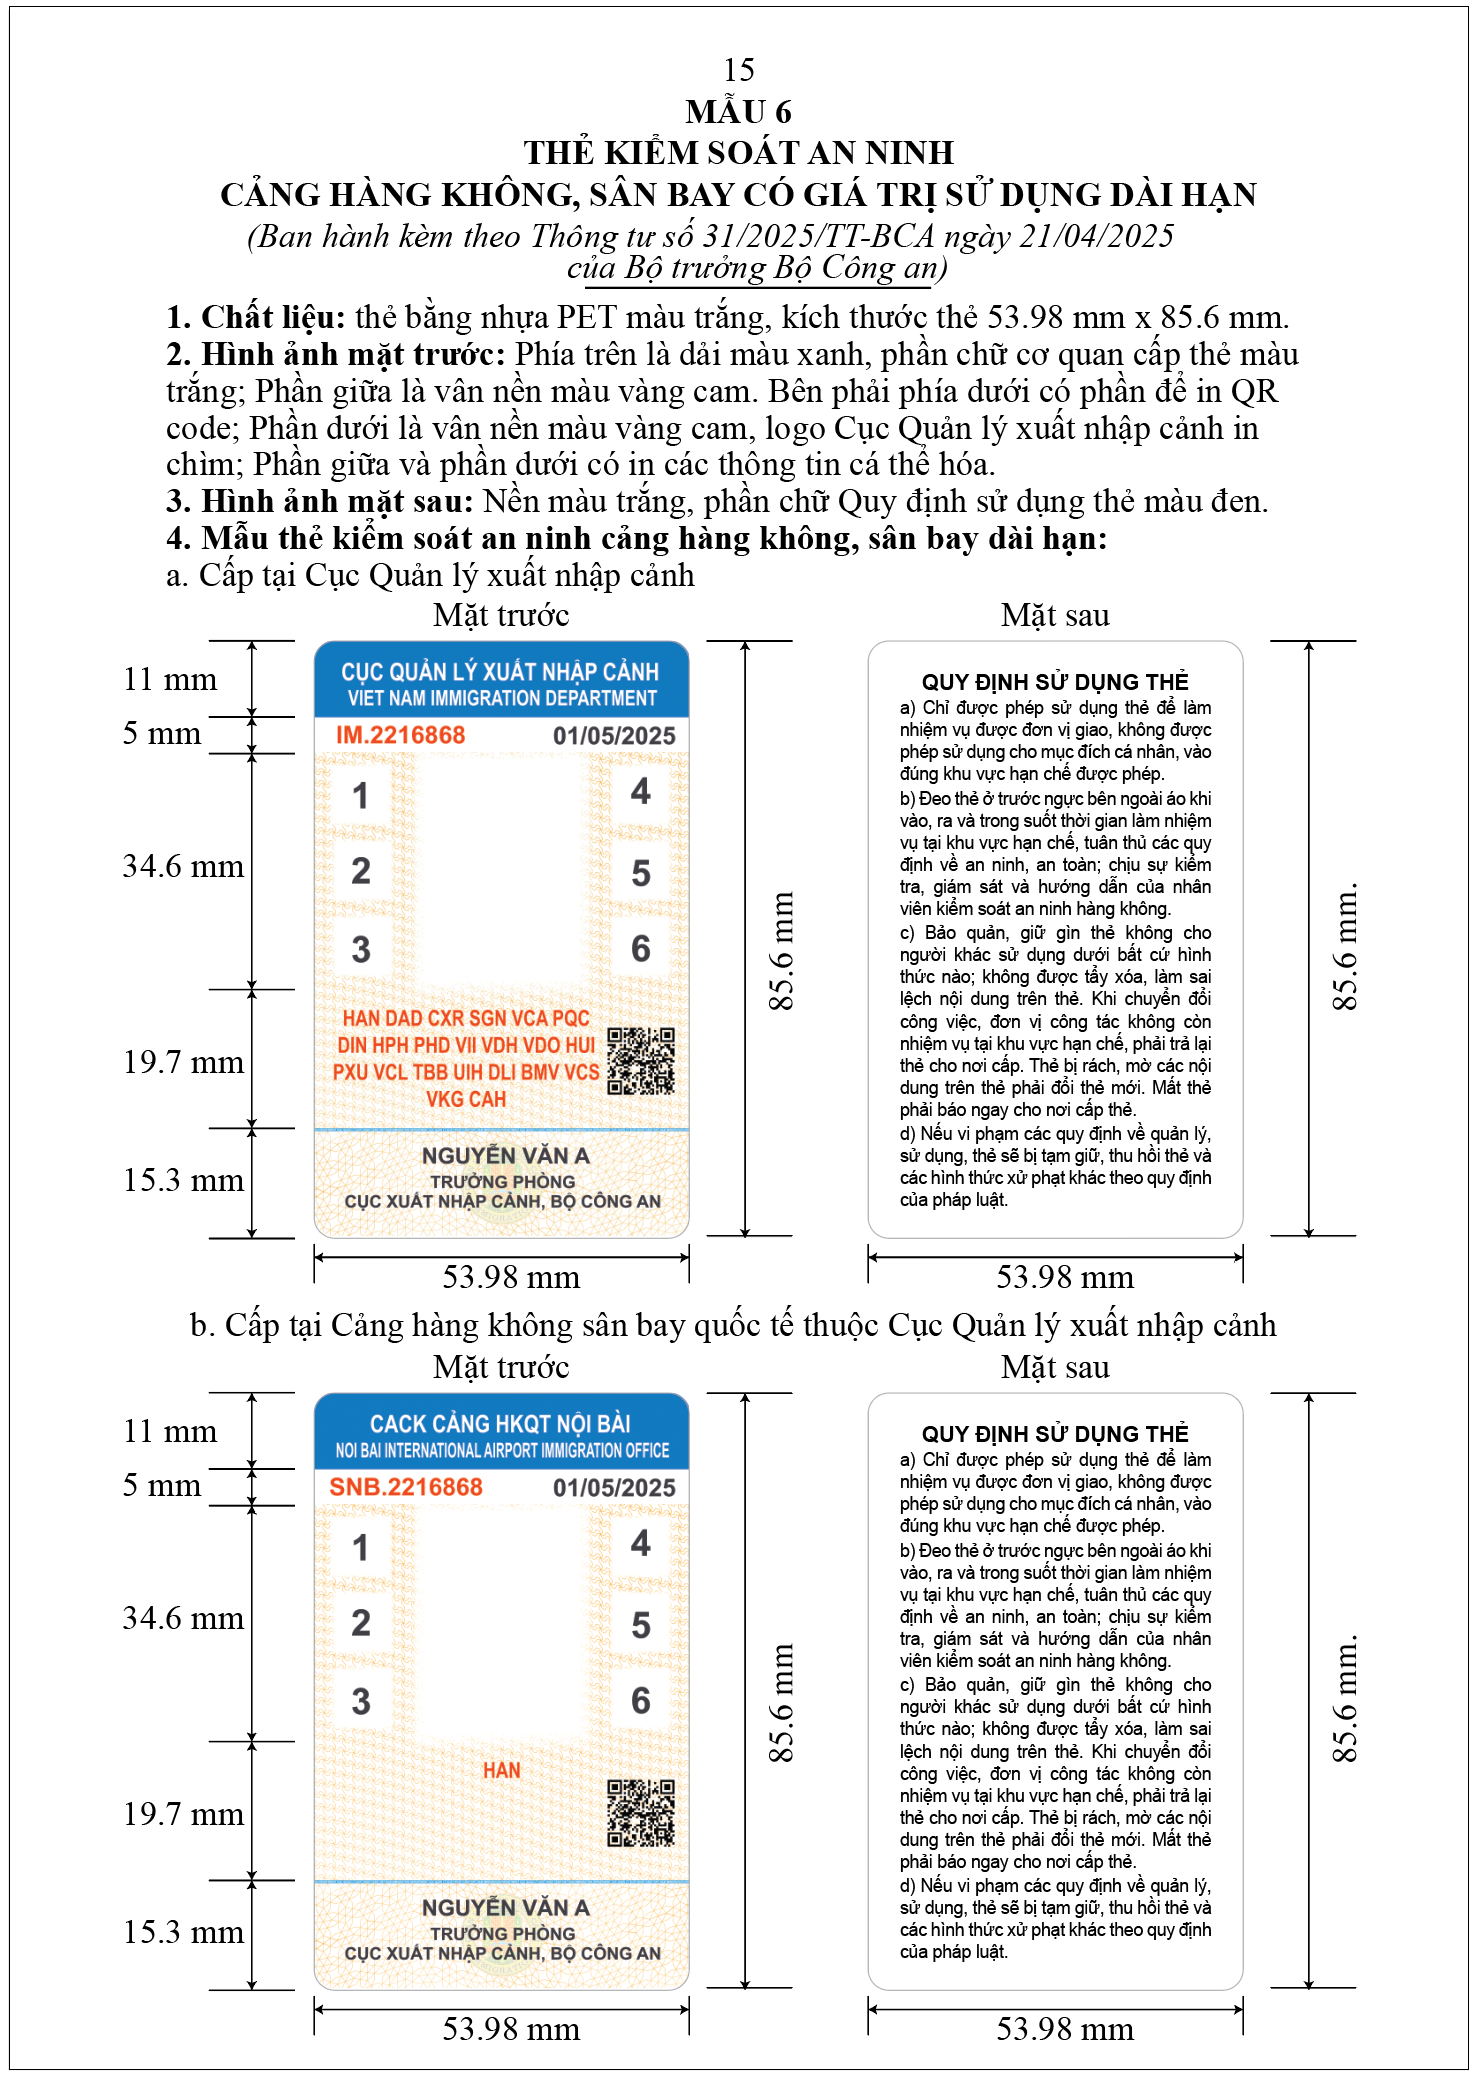 15
MẪU 6
THẺ KIỂM SOÁT AN NINH
CẢNG HÀNG KHÔNG, SÂN BAY CÓ GIÁ TRỊ SỬ DỤNG DÀI HẠN
(Ban hành kèm theo Thông tư số 31/2025/TT-BCA ngày 21/04/2025
của Bộ trưởng Bộ Công an)
1. Chất liệu: thẻ bằng nhựa PET màu trắng, kích thước thẻ 53.98 mm x 85.6 mm.
2. Hình ảnh mặt trước: Phía trên là dải màu xanh, phần chữ cơ quan cấp thẻ màu
trắng; Phần giữa là vân nền màu vàng cam. Bên phải phía dưới có phần để in QR
code; Phần dưới là vân nền màu vàng cam, logo Cục Quản lý xuất nhập cảnh in
chìm; Phần giữa và phần dưới có in các thông tin cá thể hóa.
3. Hình ảnh mặt sau: Nền màu trắng, phần chữ Quy định sử dụng thẻ màu đen.
4. Mẫu thẻ kiểm soát an ninh cảng hàng không, sân bay dài hạn:
a. Cấp tại Cục Quản lý xuất nhập cảnh
Mặt trước
11 mm
5 mm
34.6 mm
19.7 mm
15.3 mm
CỤC QUẢN LÝ XUẤT NHẬP CẢNH
VIET NAM IMMIGRATION DEPARTMENT
IM.2216868 01/05/2025
1 4
2 5
3 6
HAN DAD CXR SGN VCA PQC
DIN HPH PHD VII VDH VDO HUI
PXU VCL TBB UIH DLI BMV VCS
VKG CAH
NGUYỄN VĂN A
TRƯỞNG PHÒNG
CỤC XUẤT NHẬP CẢNH, BỘ CÔNG AN
85.6 mm
53.98 mm
Mặt sau
QUY ĐỊNH SỬ DỤNG THẺ
a) Chỉ được phép sử dụng thẻ để làm
nhiệm vụ được đơn vị giao, không được
phép sử dụng cho mục đích cá nhân, vào
đúng khu vực hạn chế được phép.
b) Đeo thẻ ở trước ngực bên ngoài áo khi
vào, ra và trong suốt thời gian làm nhiệm
vụ tại khu vực hạn chế, tuân thủ các quy
định về an ninh, an toàn; chịu sự kiểm
tra, giám sát và hướng dẫn của nhân
viên kiểm soát an ninh hàng không.
c) Bảo quản, giữ gìn thẻ không cho
người khác sử dụng dưới bất cứ hình
thức nào; không được tẩy xóa, làm sai
lệch nội dung trên thẻ. Khi chuyển đổi
công việc, đơn vị công tác không còn
nhiệm vụ tại khu vực hạn chế, phải trả lại
thẻ cho nơi cấp. Thẻ bị rách, mờ các nội
dung trên thẻ phải đổi thẻ mới. Mất thẻ
phải báo ngay cho nơi cấp thẻ.
d) Nếu vi phạm các quy định về quản lý,
sử dụng, thẻ sẽ bị tạm giữ, thu hồi thẻ và
các hình thức xử phạt khác theo quy định
của pháp luật.
85.6 mm.
53.98 mm
b. Cấp tại Cảng hàng không sân bay quốc tế thuộc Cục Quản lý xuất nhập cảnh
Mặt trước
11 mm
5 mm
34.6 mm
19.7 mm
15.3 mm
CACK CẢNG HKQT NỘI BÀI
NOI BAI INTERNATIONAL AIRPORT IMMIGRATION OFFICE
SNB.2216868 01/05/2025
1 4
2 5
3 6
HAN
NGUYỄN VĂN A
TRƯỞNG PHÒNG
CỤC XUẤT NHẬP CẢNH, BỘ CÔNG AN
85.6 mm
53.98 mm
Mặt sau
QUY ĐỊNH SỬ DỤNG THẺ
a) Chỉ được phép sử dụng thẻ để làm
nhiệm vụ được đơn vị giao, không được
phép sử dụng cho mục đích cá nhân, vào
đúng khu vực hạn chế được phép.
b) Đeo thẻ ở trước ngực bên ngoài áo khi
vào, ra và trong suốt thời gian làm nhiệm
vụ tại khu vực hạn chế, tuân thủ các quy
định về an ninh, an toàn; chịu sự kiểm
tra, giám sát và hướng dẫn của nhân
viên kiểm soát an ninh hàng không.
c) Bảo quản, giữ gìn thẻ không cho
người khác sử dụng dưới bất cứ hình
thức nào; không được tẩy xóa, làm sai
lệch nội dung trên thẻ. Khi chuyển đổi
công việc, đơn vị công tác không còn
nhiệm vụ tại khu vực hạn chế, phải trả lại
thẻ cho nơi cấp. Thẻ bị rách, mờ các nội
dung trên thẻ phải đổi thẻ mới. Mất thẻ
phải báo ngay cho nơi cấp thẻ.
d) Nếu vi phạm các quy định về quản lý,
sử dụng, thẻ sẽ bị tạm giữ, thu hồi thẻ và
các hình thức xử phạt khác theo quy định
của pháp luật.
85.6 mm.
53.98 mm